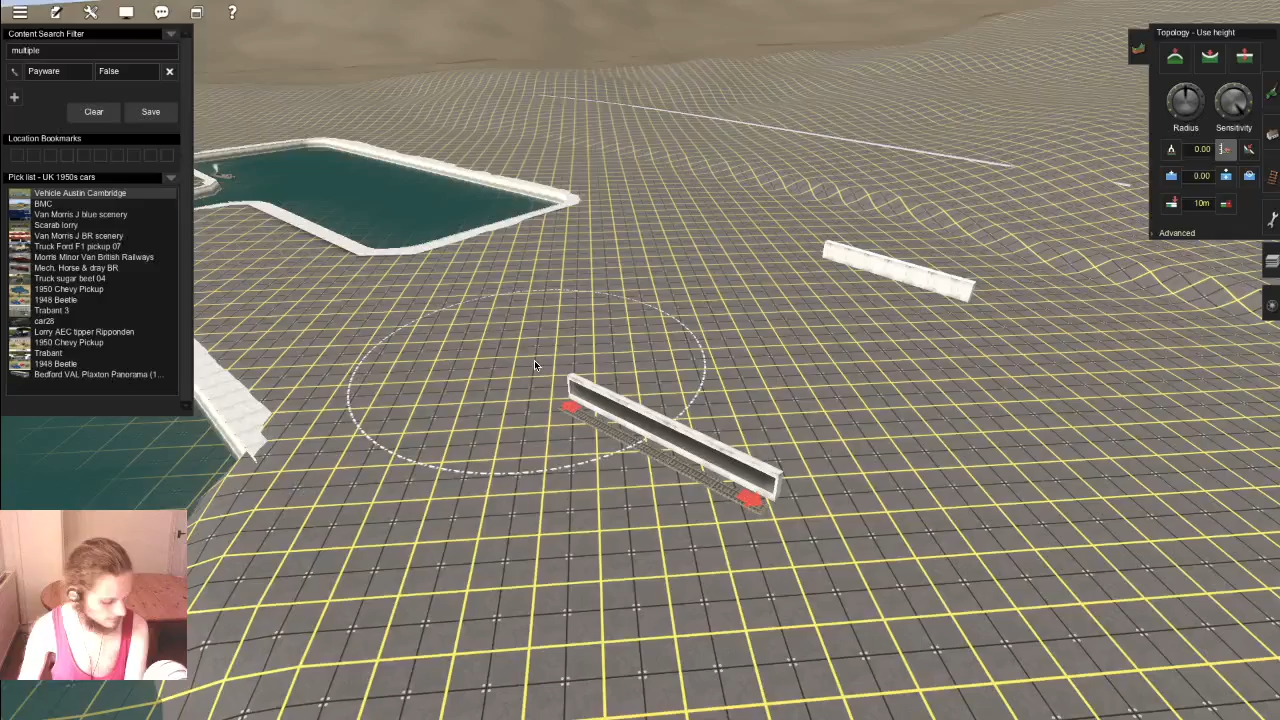 Content Search Filter
multiple
Payware False
Clear Save
Location Bookmarks
Pick list - UK 1950s cars
Vehicle Austin Cambridge
BMC
Van Morris J blue scenery
Scarab lorry
Van Morris J BR scenery
Truck Ford F1 pickup 07
Morris Minor Van British Railways
Mech. Horse & dray BR
Truck sugar beet 04
1950 Chevy Pickup
1948 Beetle
Trabant 3
car28
Lorry AEC tipper Ripponden
1950 Chevy Pickup
Trabant
1948 Beetle
Bedford VAL Plaxton Panorama (1...
Topology - Use height
Radius Sensitivity
0.00
0.00
10m
Advanced